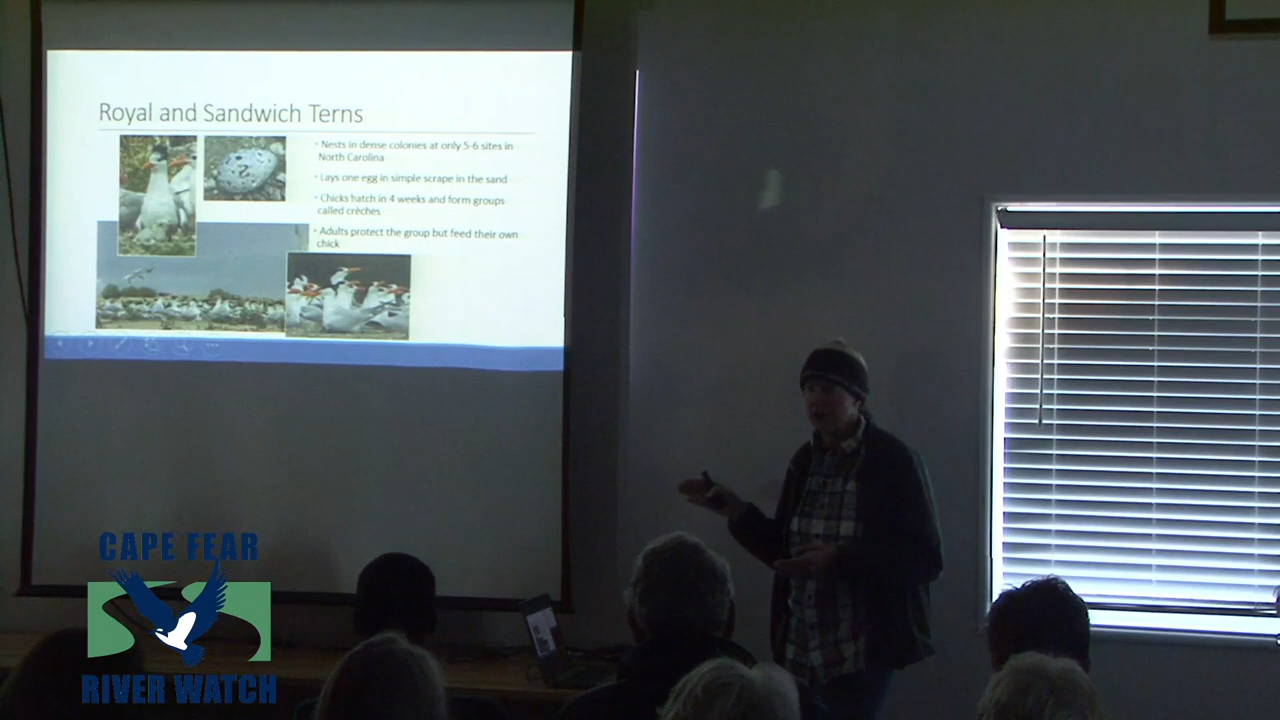 Royal and Sandwich Terns
• Nests in dense colonies at only 5-6 sites in
North Carolina
• Lays one egg in simple scrape in the sand
• Chicks hatch in 4 weeks and form groups
called crèches
• Adults protect the group but feed their own
chick
CAPE FEAR
RIVER WATCH